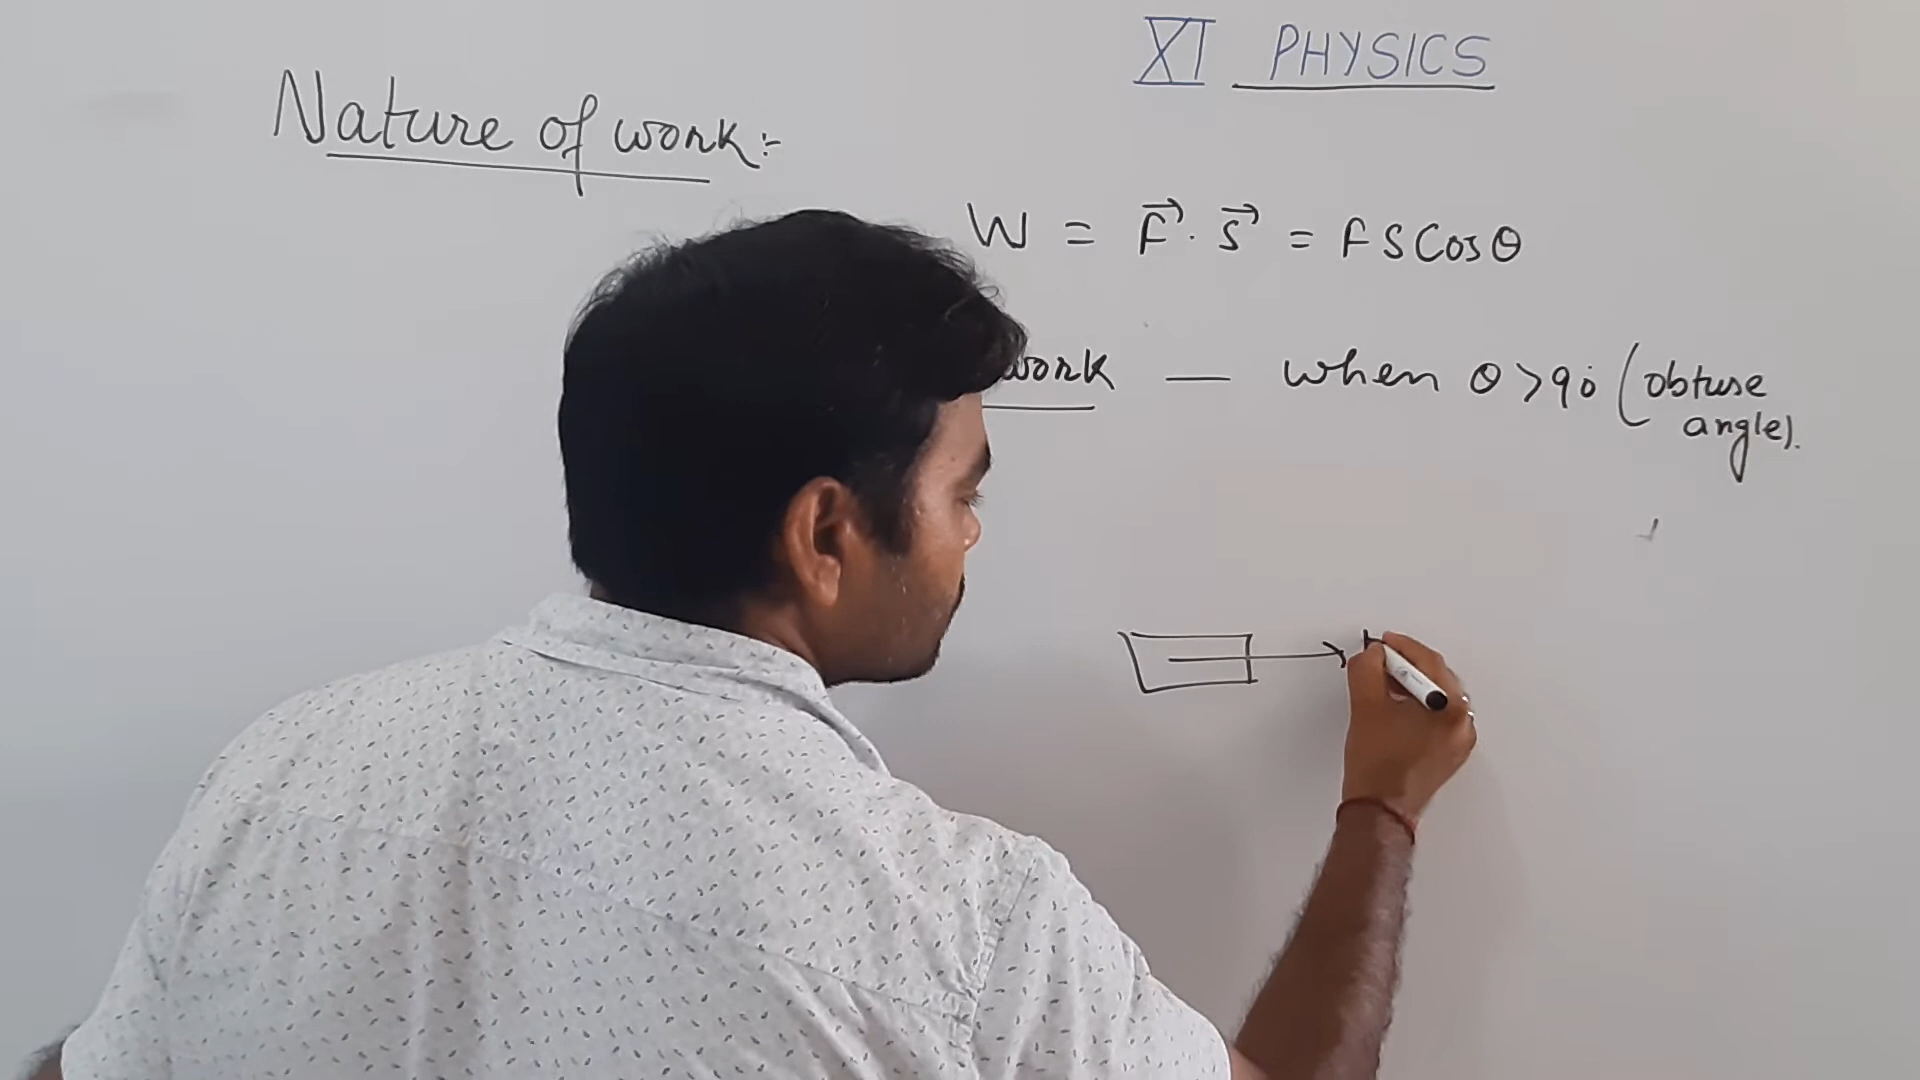 XI PHYSICS
Nature of work:-
W = F⃗ · S⃗ = F S Cos θ
work — when θ > 90° (obtuse
angle).